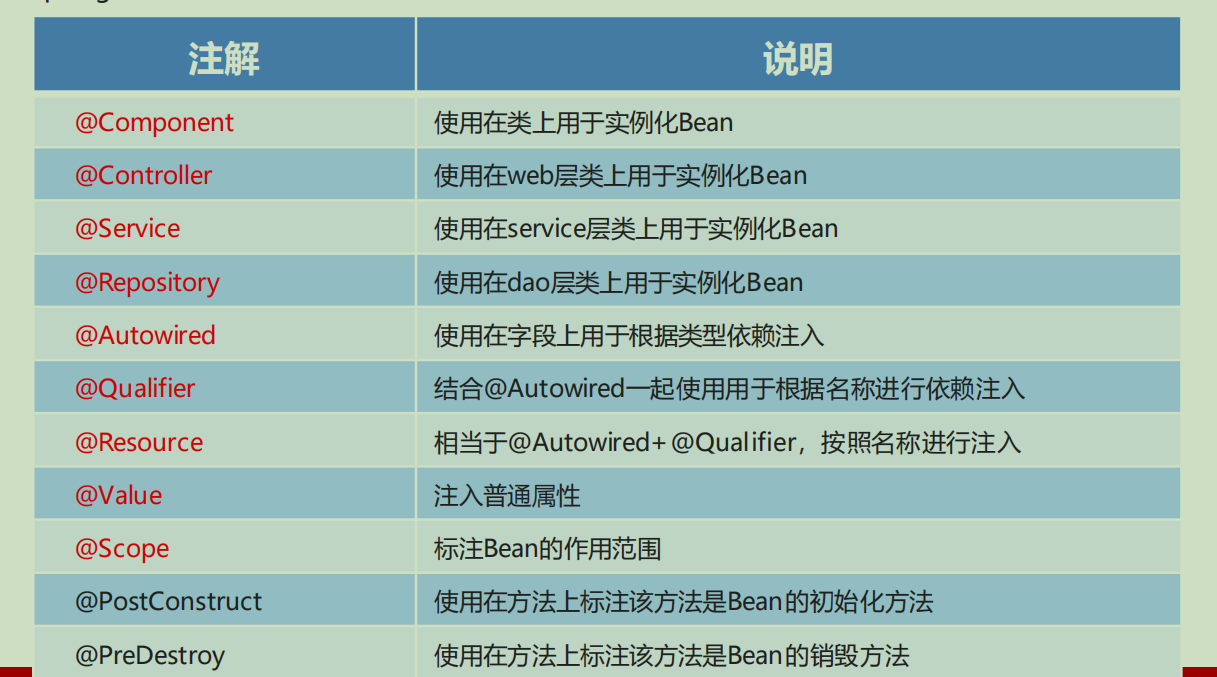 注解 说明
@Component 使用在类上用于实例化Bean
@Controller 使用在web层类上用于实例化Bean
@Service 使用在service层类上用于实例化Bean
@Repository 使用在dao层类上用于实例化Bean
@Autowired 使用在字段上用于根据类型依赖注入
@Qualifier 结合@Autowired一起使用用于根据名称进行依赖注入
@Resource 相当于@Autowired+@Qualifier，按照名称进行注入
@Value 注入普通属性
@Scope 标注Bean的作用范围
@PostConstruct 使用在方法上标注该方法是Bean的初始化方法
@PreDestroy 使用在方法上标注该方法是Bean的销毁方法